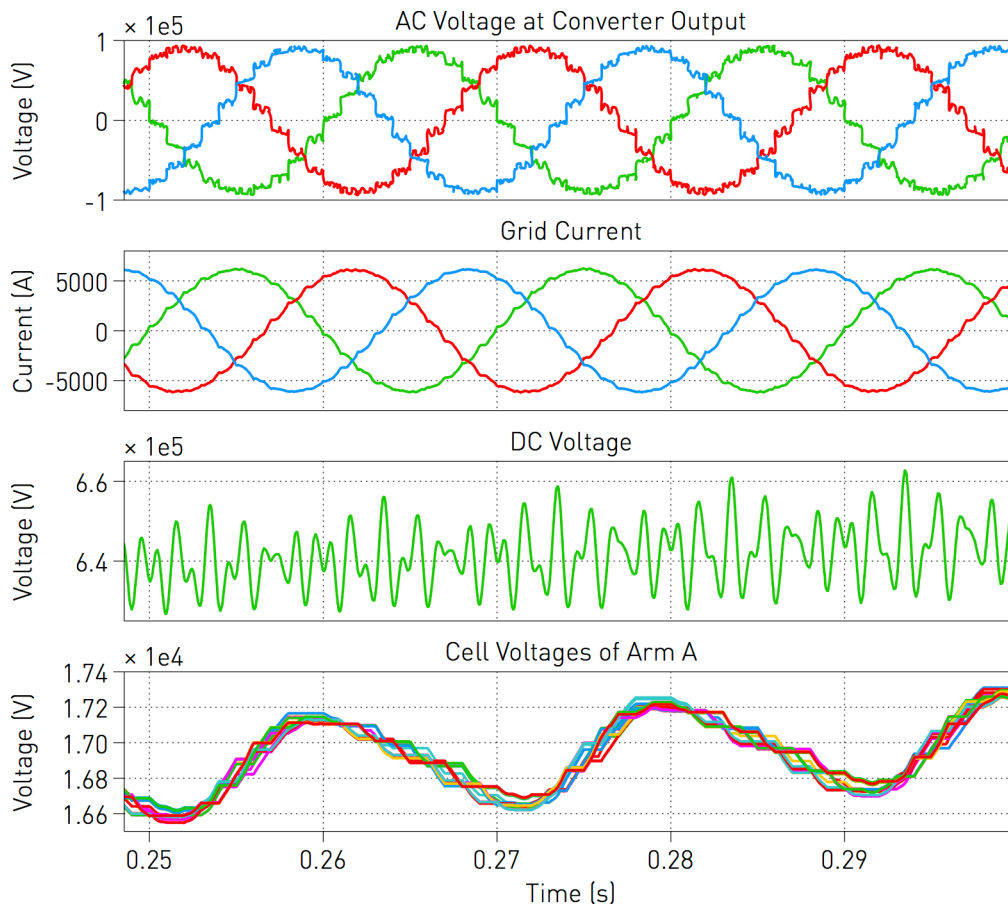 AC Voltage at Converter Output
× 1e5
Voltage (V)
1
0
-1
Grid Current
Current (A)
5000
0
-5000
DC Voltage
× 1e5
Voltage (V)
6.6
6.4
Cell Voltages of Arm A
× 1e4
Voltage (V)
1.74
1.72
1.70
1.68
1.66
0.25 0.26 0.27 0.28 0.29
Time (s)